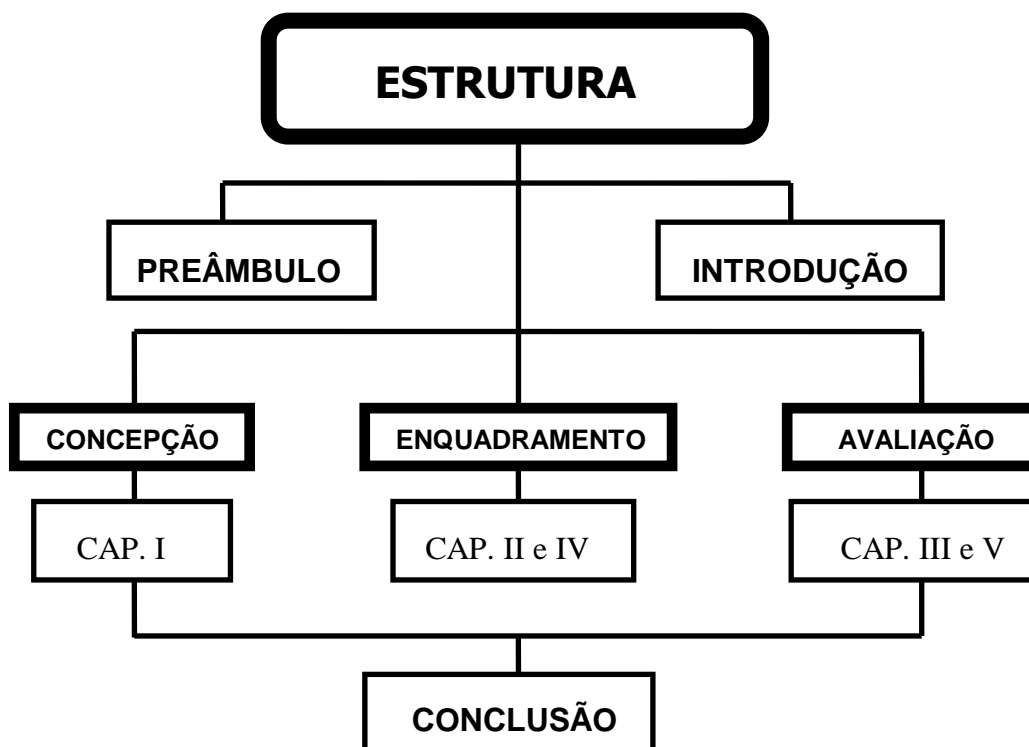 ESTRUTURA
PREÂMBULO
INTRODUÇÃO
CONCEPÇÃO
ENQUADRAMENTO
AVALIAÇÃO
CAP. I
CAP. II e IV
CAP. III e V
CONCLUSÃO